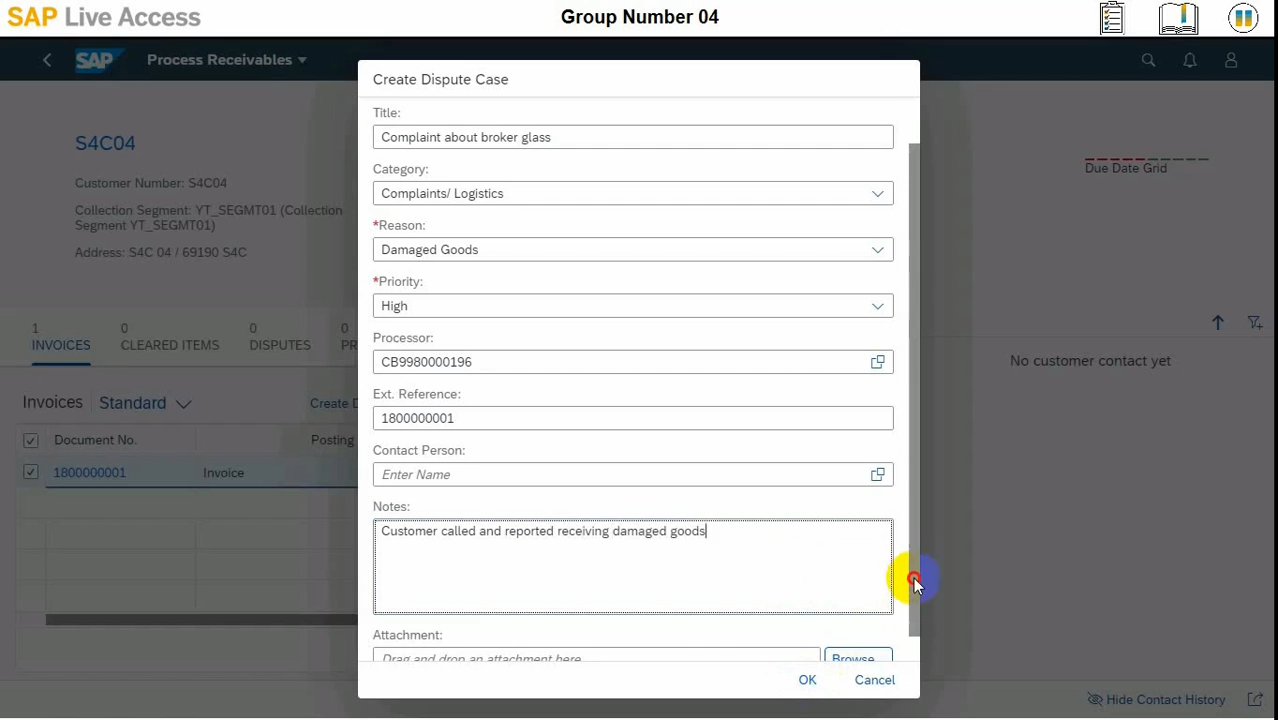 SAP Live Access
Group Number 04
SAP
Process Receivables
Create Dispute Case
S4C04
Customer Number: S4C04
Collection Segment: YT_SEGMT01 (Collection
Segment YT_SEGMT01)
Address: S4C 04 / 69190 S4C
Due Date Grid
Title:
Complaint about broker glass
Category:
Complaints/ Logistics
*Reason:
Damaged Goods
*Priority:
High
Processor:
CB9980000196
Ext. Reference:
1800000001
Contact Person:
Enter Name
Notes:
Customer called and reported receiving damaged goods
Attachment:
Drag and drop an attachment here
Browse...
OK
Cancel
1
INVOICES
0
CLEARED ITEMS
0
DISPUTES
0
PR
No customer contact yet
Invoices Standard
Create D
Document No.
Posting
1800000001
Invoice
Hide Contact History